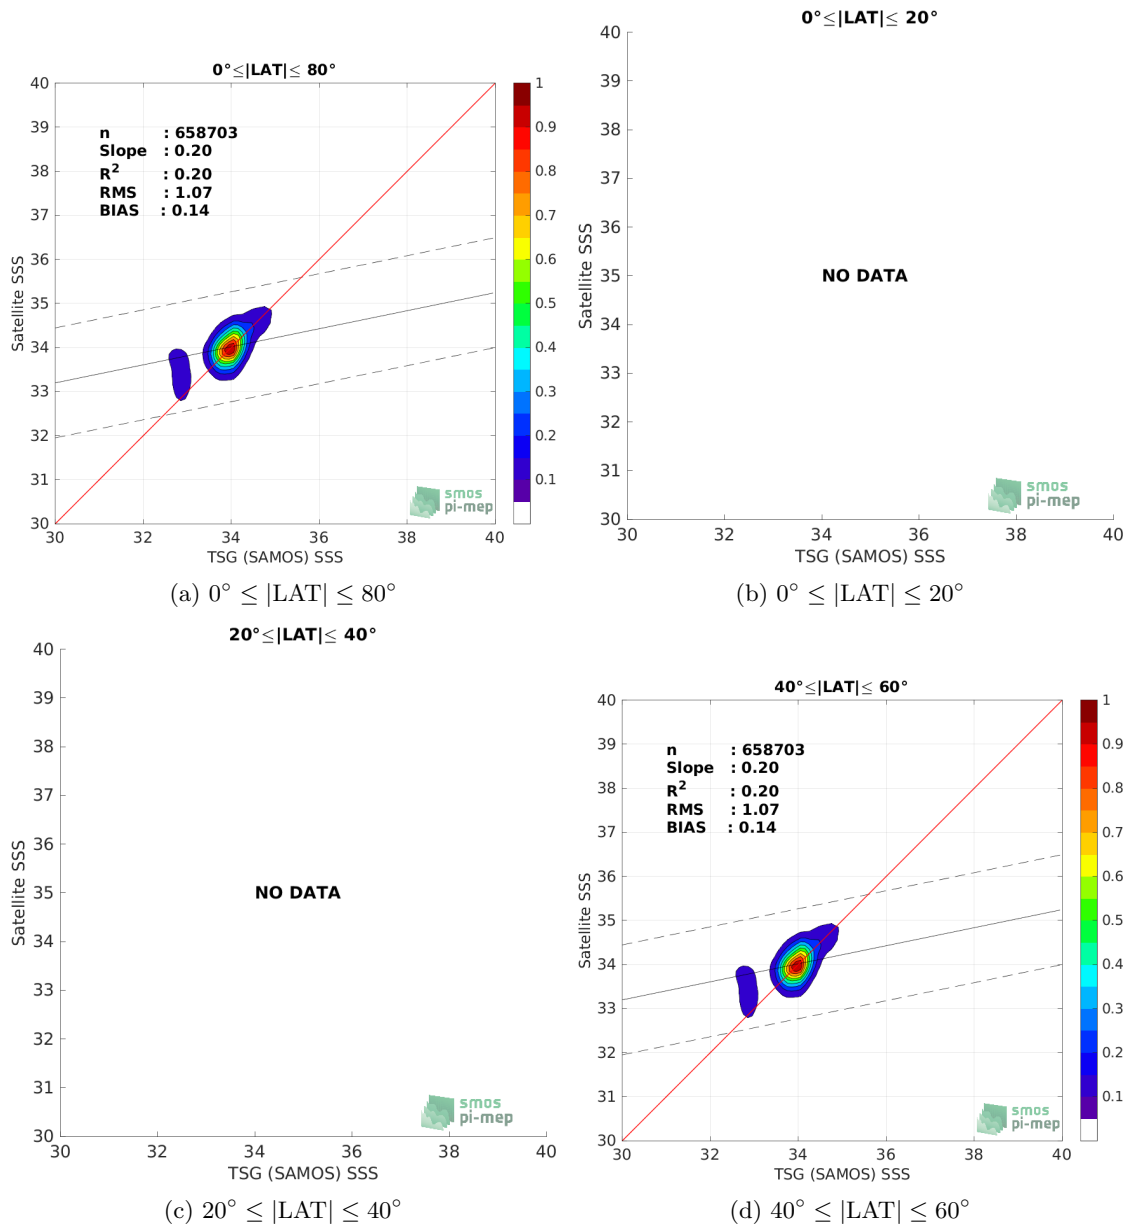 0°≤|LAT|≤ 80°
40
39
38
37
36
35
34
33
32
31
30
Satellite SSS
n : 658703
Slope : 0.20
R² : 0.20
RMS : 1.07
BIAS : 0.14
1
0.9
0.8
0.7
0.6
0.5
0.4
0.3
0.2
0.1
smos
pi-mep
30 32 34 36 38 40
TSG (SAMOS) SSS
(a) 0° ≤ |LAT| ≤ 80°
0°≤|LAT|≤ 20°
40
39
38
37
36
35
34
33
32
31
30
Satellite SSS
NO DATA
smos
pi-mep
30 32 34 36 38 40
TSG (SAMOS) SSS
(b) 0° ≤ |LAT| ≤ 20°
20°≤|LAT|≤ 40°
40
39
38
37
36
35
34
33
32
31
30
Satellite SSS
NO DATA
smos
pi-mep
30 32 34 36 38 40
TSG (SAMOS) SSS
(c) 20° ≤ |LAT| ≤ 40°
40°≤|LAT|≤ 60°
40
39
38
37
36
35
34
33
32
31
30
Satellite SSS
n : 658703
Slope : 0.20
R² : 0.20
RMS : 1.07
BIAS : 0.14
1
0.9
0.8
0.7
0.6
0.5
0.4
0.3
0.2
0.1
smos
pi-mep
30 32 34 36 38 40
TSG (SAMOS) SSS
(d) 40° ≤ |LAT| ≤ 60°